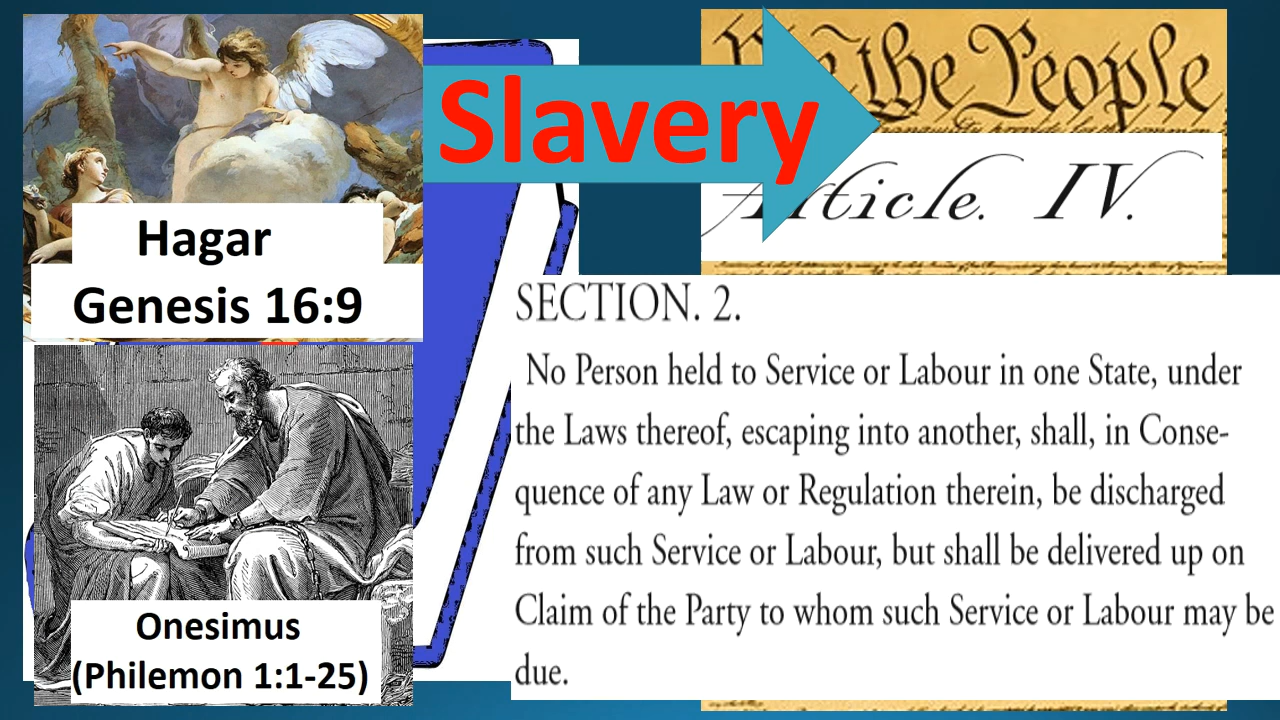 Hagar
Genesis 16:9
Onesimus
(Philemon 1:1-25)
Slavery
We the People
Article. IV.
SECTION. 2.
No Person held to Service or Labour in one State, under
the Laws thereof, escaping into another, shall, in Conse-
quence of any Law or Regulation therein, be discharged
from such Service or Labour, but shall be delivered up on
Claim of the Party to whom such Service or Labour may be
due.